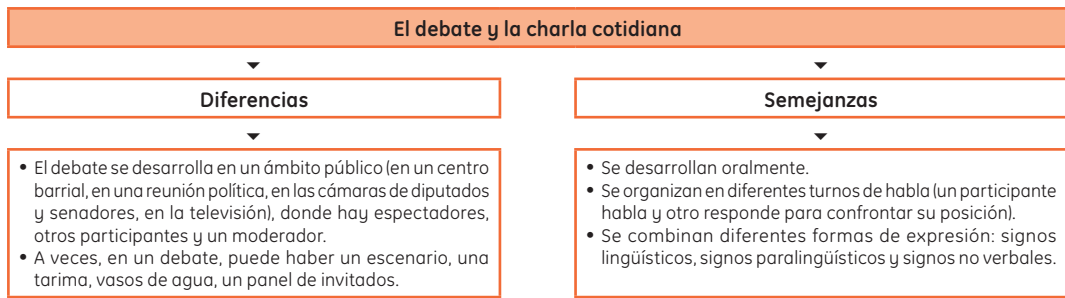 El debate y la charla cotidiana
Diferencias
• El debate se desarrolla en un ámbito público (en un centro
barrial, en una reunión política, en las cámaras de diputados
y senadores, en la televisión), donde hay espectadores,
otros participantes y un moderador.
• A veces, en un debate, puede haber un escenario, una
tarima, vasos de agua, un panel de invitados.
Semejanzas
• Se desarrollan oralmente.
• Se organizan en diferentes turnos de habla (un participante
habla y otro responde para confrontar su posición).
• Se combinan diferentes formas de expresión: signos
lingüísticos, signos paralingüísticos y signos no verbales.